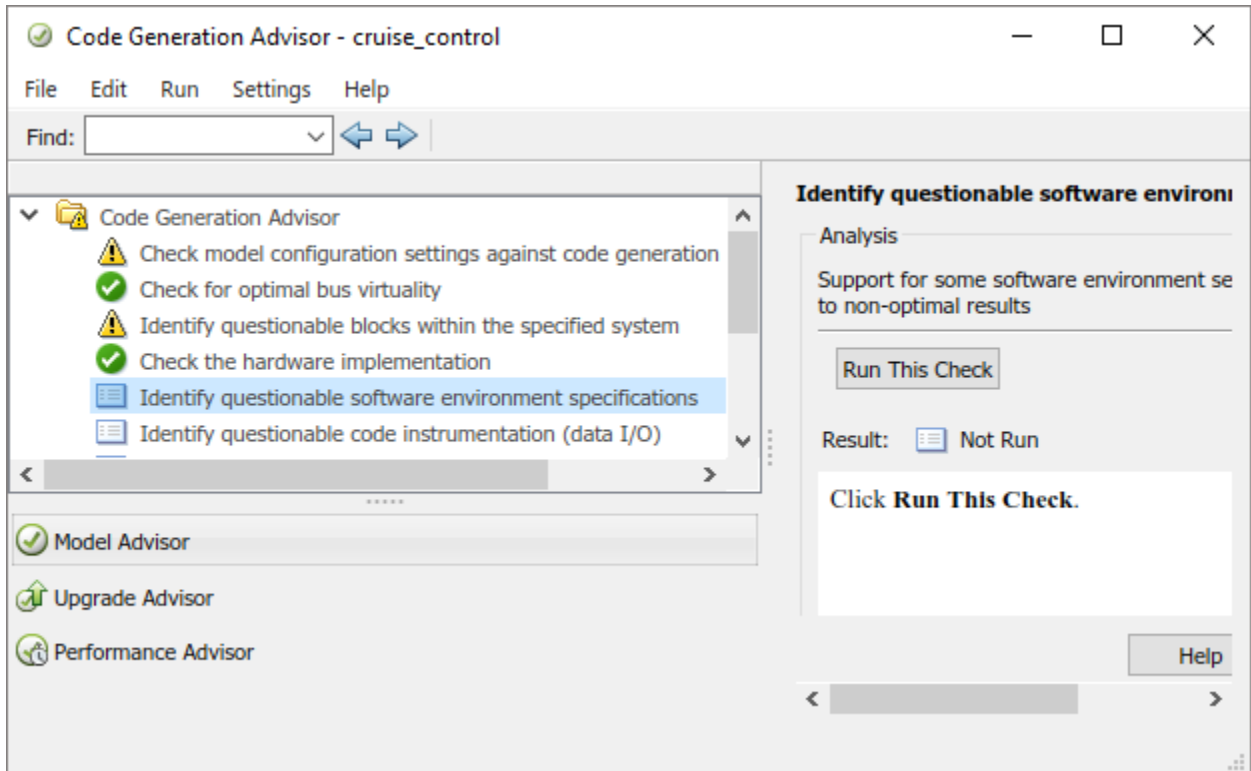 Code Generation Advisor - cruise_control
File Edit Run Settings Help
Find:
Code Generation Advisor
Check model configuration settings against code generation
Check for optimal bus virtuality
Identify questionable blocks within the specified system
Check the hardware implementation
Identify questionable software environment specifications
Identify questionable code instrumentation (data I/O)
Model Advisor
Upgrade Advisor
Performance Advisor
Identify questionable software environ
Analysis
Support for some software environment se
to non-optimal results
Run This Check
Result: Not Run
Click Run This Check.
Help